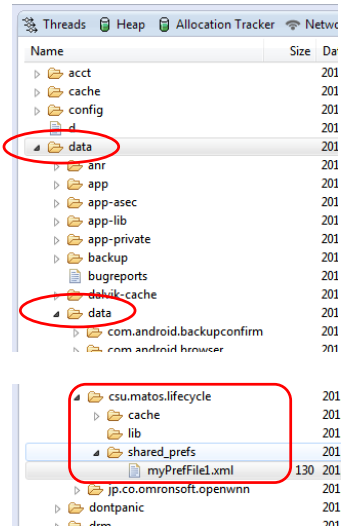 Threads Heap Allocation Tracker Netwo
Name Size Da
acct 201
cache 201
config 201
d 201
data 201
anr 201
app 201
app-asec 201
app-lib 201
app-private 201
backup 201
bugreports 201
dalvik-cache 201
data 201
com.android.backupconfirm 201
com.android.browser 201
csu.matos.lifecycle 201
cache 201
lib 201
shared_prefs 201
myPrefFile1.xml 130 201
jp.co.omronsoft.openwnn 201
dontpanic 201
drm 201